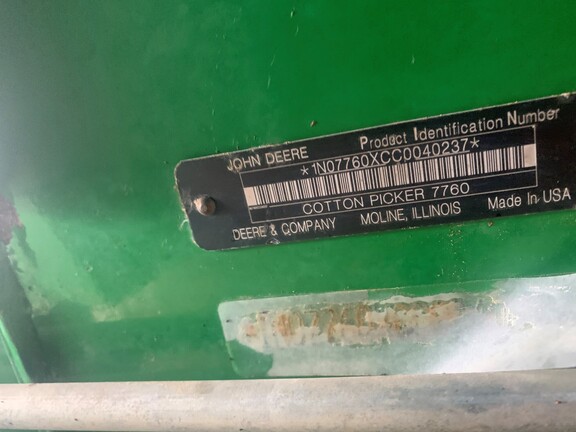 JOHN DEERE Product Identification Number
*1N07760XCC0040237*
COTTON PICKER 7760
DEERE & COMPANY MOLINE, ILLINOIS Made In USA